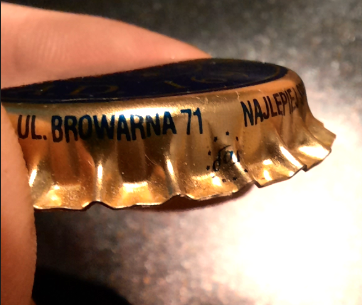 UL. BROWARNA 71 NAJLEPIEJ